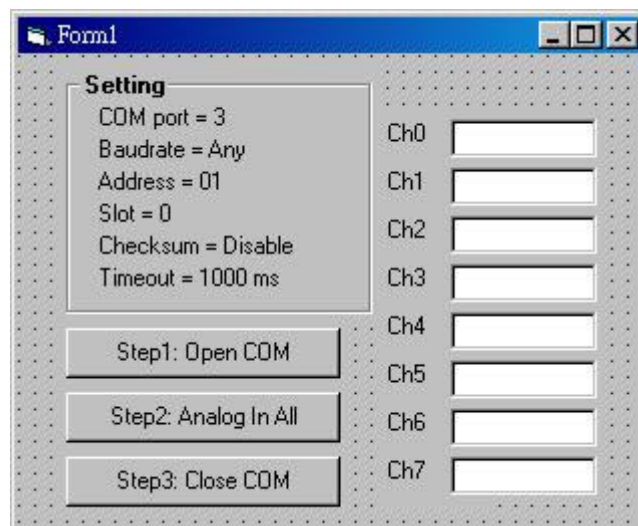 Form1
Setting
COM port = 3
Baudrate = Any
Address = 01
Slot = 0
Checksum = Disable
Timeout = 1000 ms
Step1: Open COM
Step2: Analog In All
Step3: Close COM
Ch0
Ch1
Ch2
Ch3
Ch4
Ch5
Ch6
Ch7